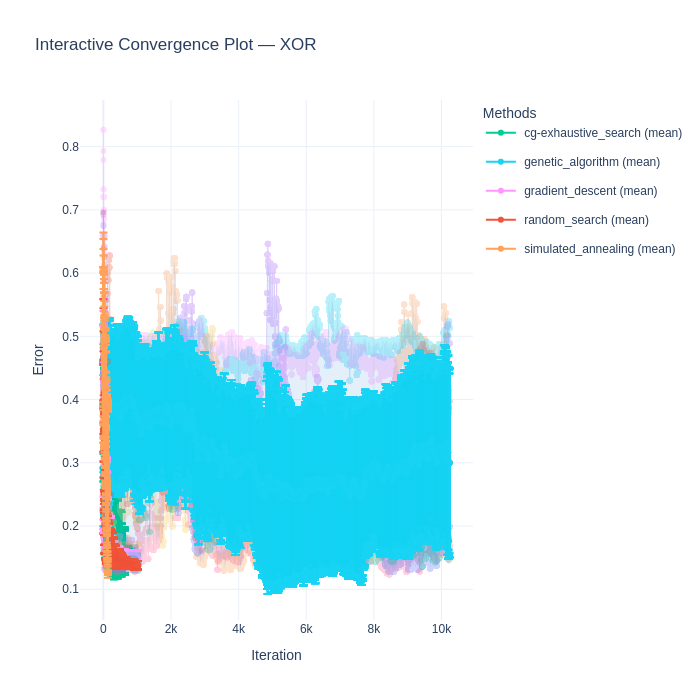 Interactive Convergence Plot — XOR
Methods
cg-exhaustive_search (mean)
genetic_algorithm (mean)
gradient_descent (mean)
random_search (mean)
simulated_annealing (mean)
Error
0.8
0.7
0.6
0.5
0.4
0.3
0.2
0.1
0 2k 4k 6k 8k 10k
Iteration